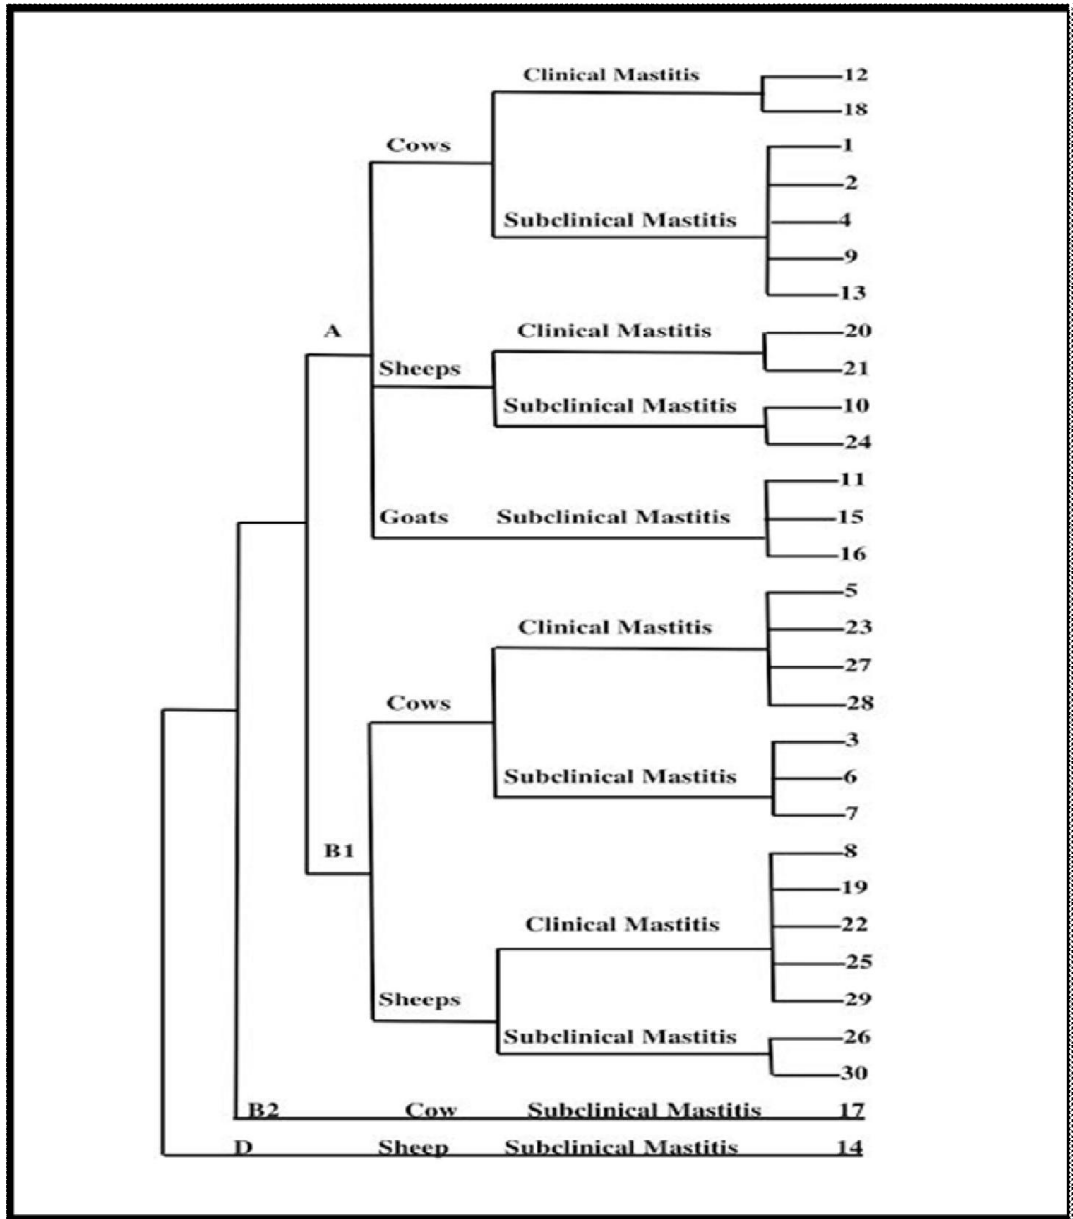 Clinical Mastitis 12
18
Cows 1
2
Subclinical Mastitis 4
9
13
A Clinical Mastitis 20
Sheeps 21
Subclinical Mastitis 10
24
11
Goats Subclinical Mastitis 15
16
5
Clinical Mastitis 23
27
Cows 28
3
Subclinical Mastitis 6
7
B1 8
19
Clinical Mastitis 22
25
Sheeps 29
Subclinical Mastitis 26
30
B2 Cow Subclinical Mastitis 17
D Sheep Subclinical Mastitis 14